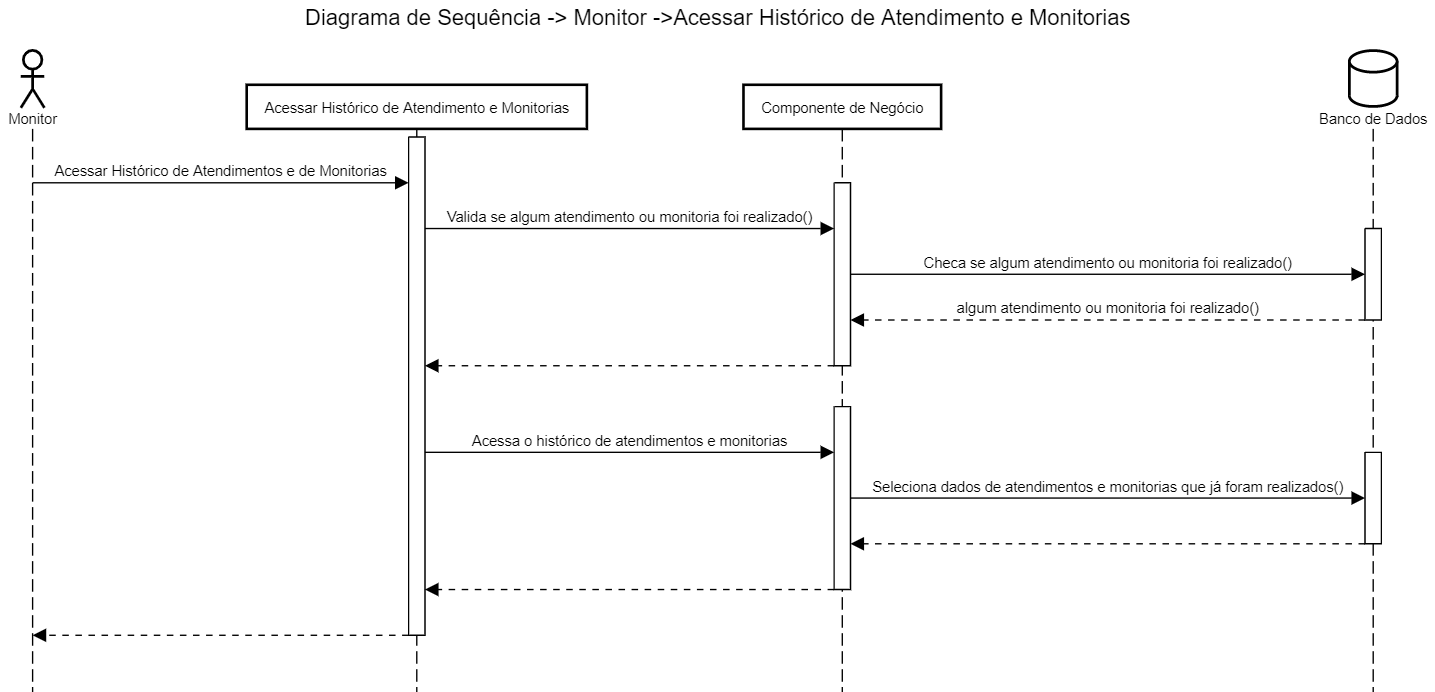 Diagrama de Sequência -> Monitor ->Acessar Histórico de Atendimento e Monitorias
Monitor
Acessar Histórico de Atendimento e Monitorias
Componente de Negócio
Banco de Dados
Acessar Histórico de Atendimentos e de Monitorias
Valida se algum atendimento ou monitoria foi realizado()
Checa se algum atendimento ou monitoria foi realizado()
algum atendimento ou monitoria foi realizado()
Acessa o histórico de atendimentos e monitorias
Seleciona dados de atendimentos e monitorias que já foram realizados()